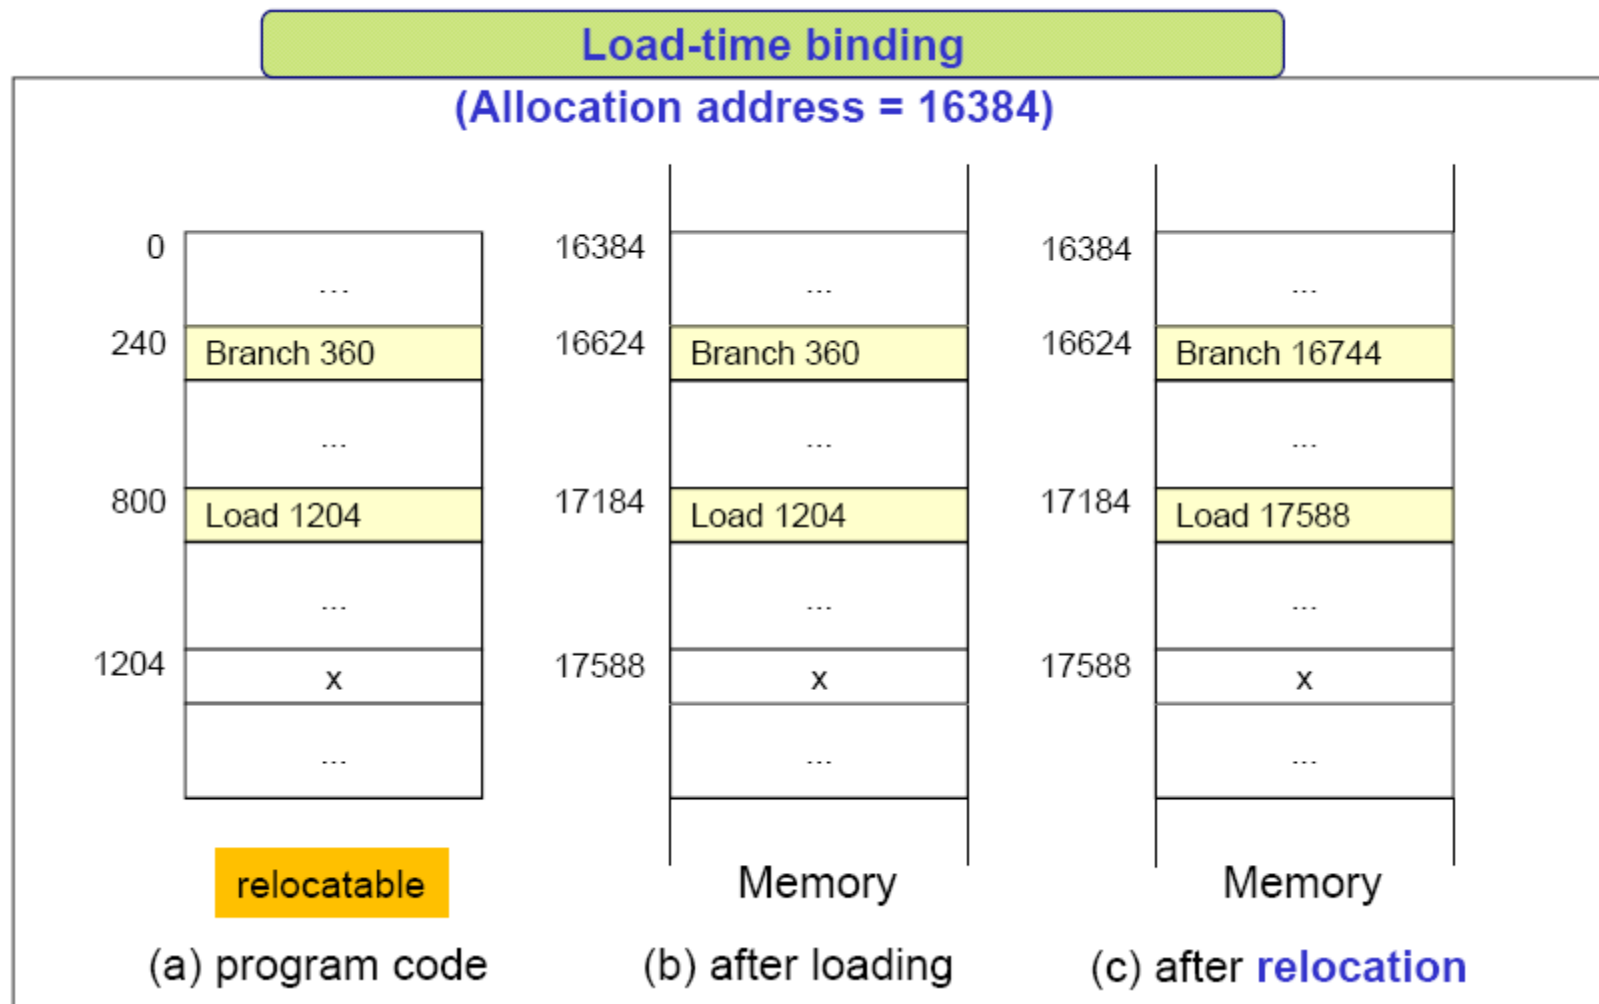 Load-time binding
(Allocation address = 16384)
0
...
240
Branch 360
...
800
Load 1204
...
1204
x
...
relocatable
(a) program code
16384
...
16624
Branch 360
...
17184
Load 1204
...
17588
x
...
Memory
(b) after loading
16384
...
16624
Branch 16744
...
17184
Load 17588
...
17588
x
...
Memory
(c) after relocation